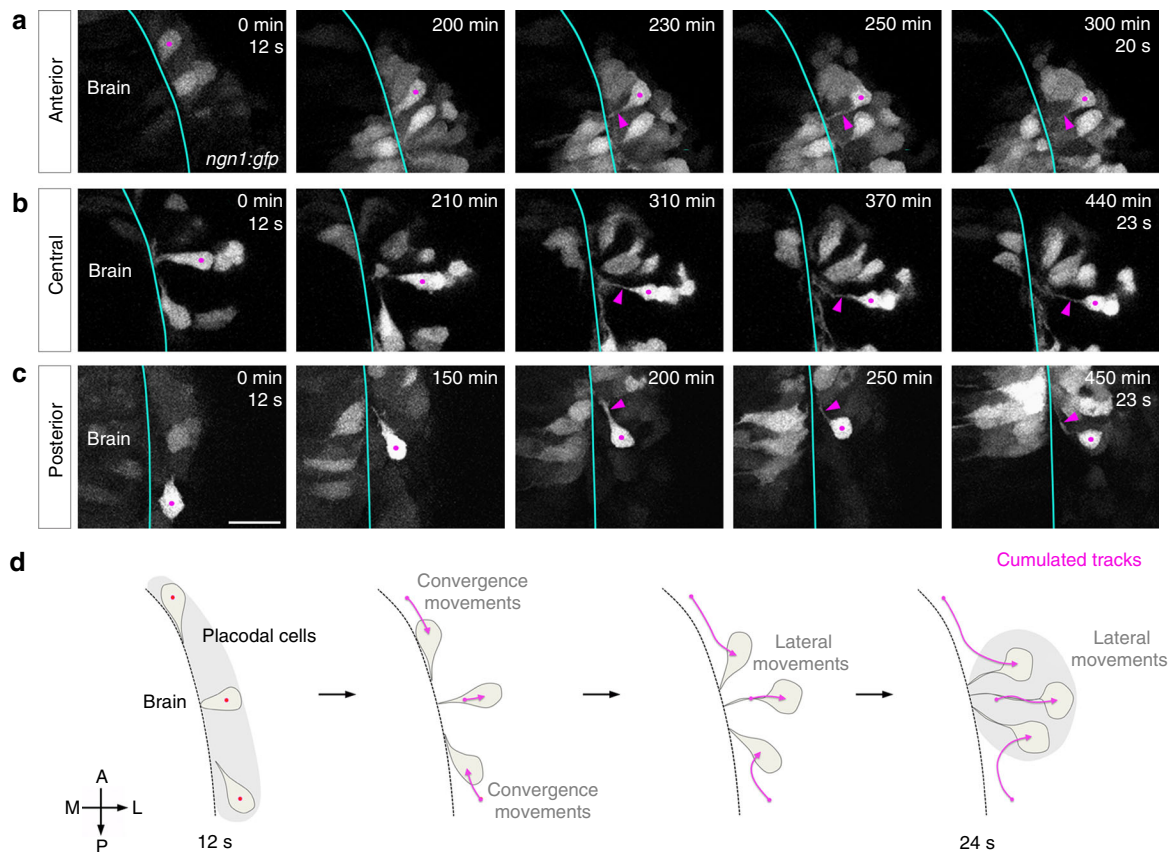 a
Anterior
Brain
0 min
12 s
ngn1:gfp
200 min
230 min
250 min
300 min
20 s
b
Central
Brain
0 min
12 s
210 min
310 min
370 min
440 min
23 s
c
Posterior
Brain
0 min
12 s
150 min
200 min
250 min
450 min
23 s
d
Cumulated tracks
Placodal cells
Brain
Convergence
movements
Convergence
movements
Lateral
movements
Lateral
movements
A
M
L
P
12 s
24 s